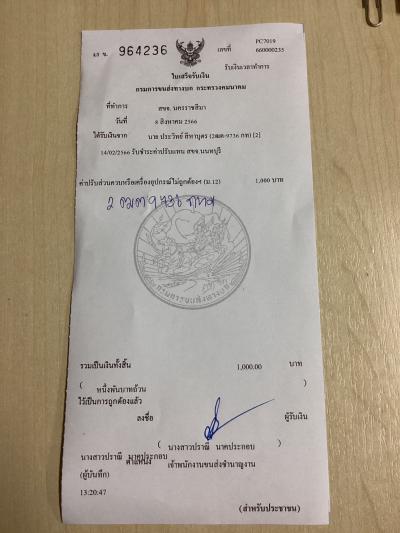 PC7019
มร ข. 964236 เลขที่ 660000235
รับเงินเวลาทำการ
ใบเสร็จรับเงิน
กรมการขนส่งทางบก กระทรวงคมนาคม
ที่ทำการ สขจ. นครราชสีมา
วันที่ 8 สิงหาคม 2566
ได้รับเงินจาก นาย ประวิทย์ สีหาบุตร (2ฒต-9736 กท) [2]
14/02/2566 รับชำระค่าปรับแทน สขจ.นนทบุรี
ค่าปรับส่วนควบหรือเครื่องอุปกรณ์ไม่ถูกต้องฯ (ม.12) 1,000 บาท
2 ฒต 9736 กทม
กรมการขนส่งทางบก
รวมเป็นเงินทั้งสิ้น 1,000.00 บาท
( หนึ่งพันบาทถ้วน )
ไว้เป็นการถูกต้องแล้ว
ลงชื่อ ผู้รับเงิน
( นางสาวปราณี นาคประกอบ )
นางสาวปราณี นาคประกอบ
ตำแหน่ง เจ้าพนักงานขนส่งชำนาญงาน
(ผู้บันทึก)
13:20:47
(สำหรับประชาชน)